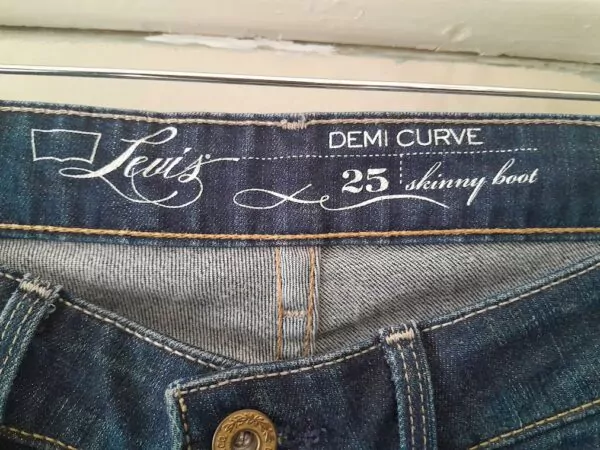 DEMI CURVE
Levi's
25 skinny boot